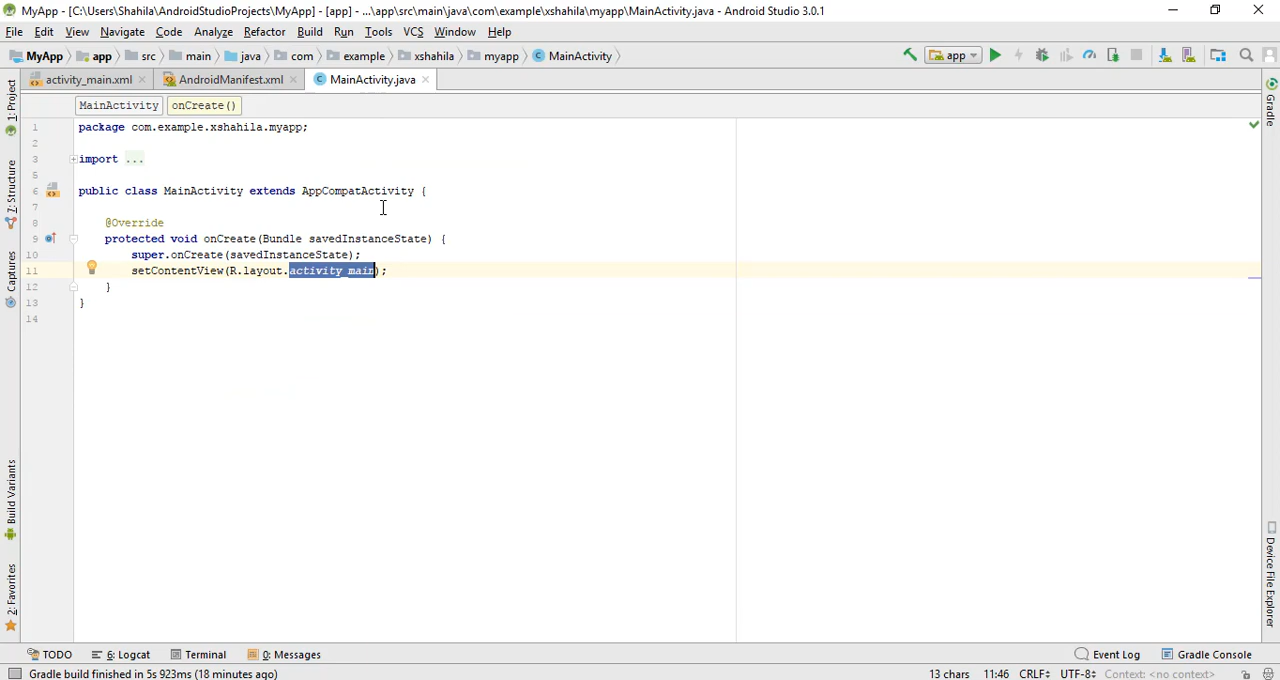 MyApp - [C:\Users\Shahila\AndroidStudioProjects\MyApp] - [app] - ...\app\src\main\java\com\example\xshahila\myapp\MainActivity.java - Android Studio 3.0.1
File Edit View Navigate Code Analyze Refactor Build Run Tools VCS Window Help
MyApp app src main java com example xshahila myapp MainActivity app
activity_main.xml AndroidManifest.xml MainActivity.java
MainActivity onCreate()
1 package com.example.xshahila.myapp;
2
3 import ...
5
6 public class MainActivity extends AppCompatActivity {
7
8 @Override
9 protected void onCreate(Bundle savedInstanceState) {
10 super.onCreate(savedInstanceState);
11 setContentView(R.layout.activity_main);
12 }
13 }
14
1: Project
7: Structure
Captures
Build Variants
2: Favorites
Gradle
Device File Explorer
TODO 6: Logcat Terminal 0: Messages Event Log Gradle Console
Gradle build finished in 5s 923ms (18 minutes ago) 13 chars 11:46 CRLF UTF-8 Context: <no context>